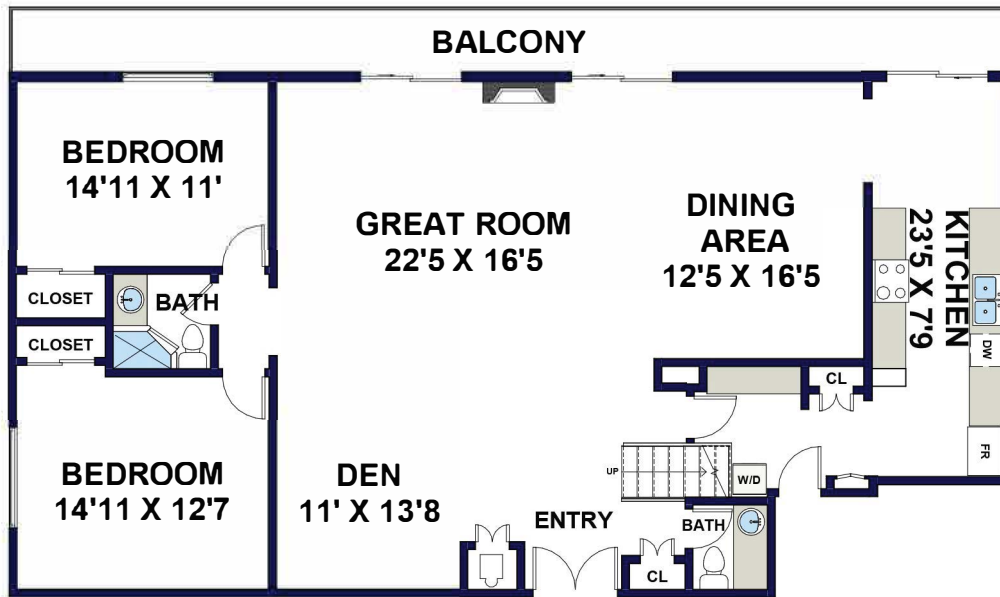 BALCONY
BEDROOM
14'11 X 11'
GREAT ROOM
22'5 X 16'5
DINING
AREA
12'5 X 16'5
KITCHEN
23'5 X 7'9
CLOSET
BATH
CLOSET
DW
CL
FR
BEDROOM
14'11 X 12'7
DEN
11' X 13'8
UP
W/D
ENTRY
BATH
CL